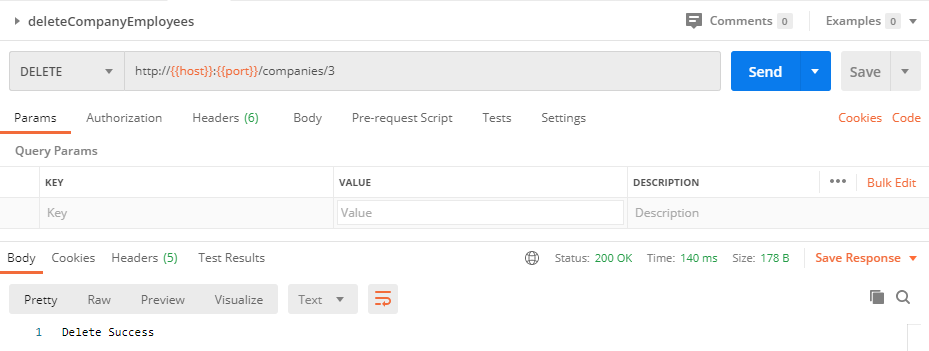 deleteCompanyEmployees Comments 0 Examples 0
DELETE http://{{host}}:{{port}}/companies/3 Send Save
Params Authorization Headers (6) Body Pre-request Script Tests Settings Cookies Code
Query Params
KEY VALUE DESCRIPTION ••• Bulk Edit
Key Value Description
Body Cookies Headers (5) Test Results Status: 200 OK Time: 140 ms Size: 178 B Save Response
Pretty Raw Preview Visualize Text
1 Delete Success